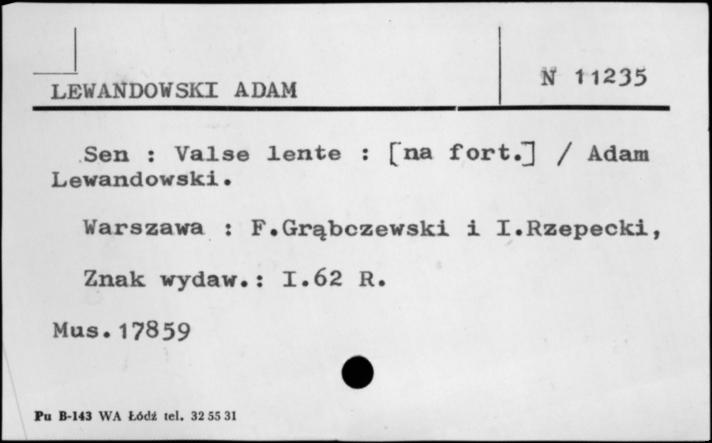 LEWANDOWSKI ADAM
N 11235
Sen : Valse lente : [na fort.] / Adam
Lewandowski.
Warszawa : F.Grąbczewski i I.Rzepecki,
Znak wydaw.: I.62 R.
Mus.17859
Pu B-143 WA Łódź tel. 32 55 31